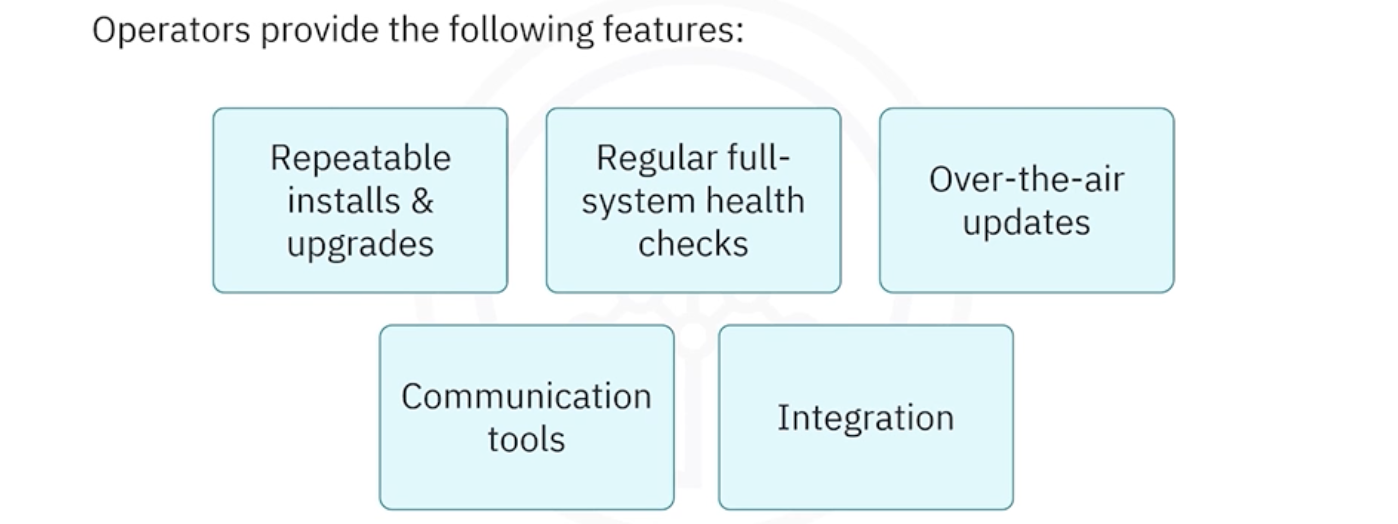 Operators provide the following features:
Repeatable
installs &
upgrades
Regular full-
system health
checks
Over-the-air
updates
Communication
tools
Integration